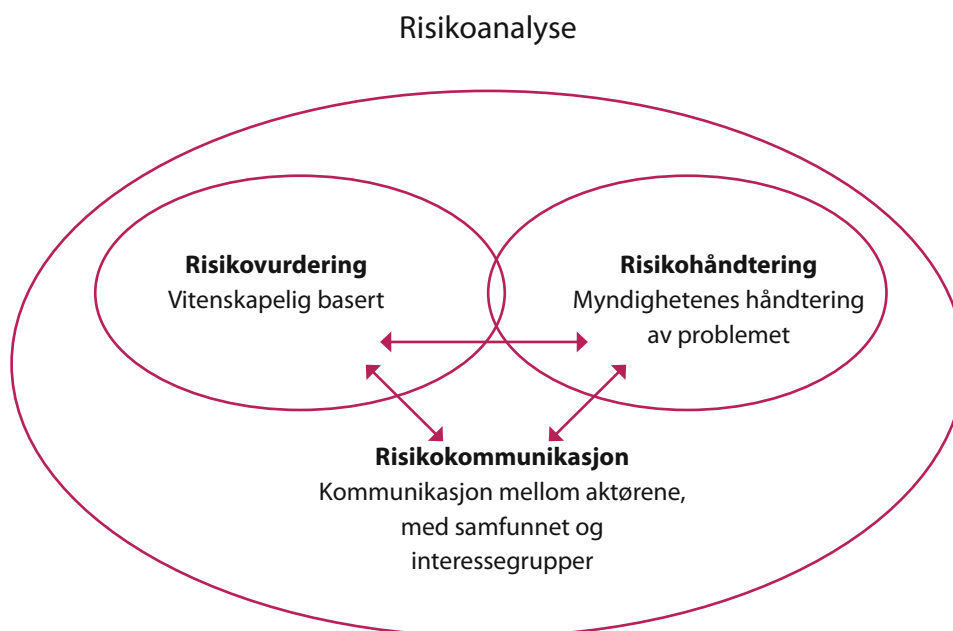 Risikoanalyse
Risikovurdering
Vitenskapelig basert
Risikohåndtering
Myndighetenes håndtering
av problemet
Risikokommunikasjon
Kommunikasjon mellom aktørene,
med samfunnet og
interessegrupper